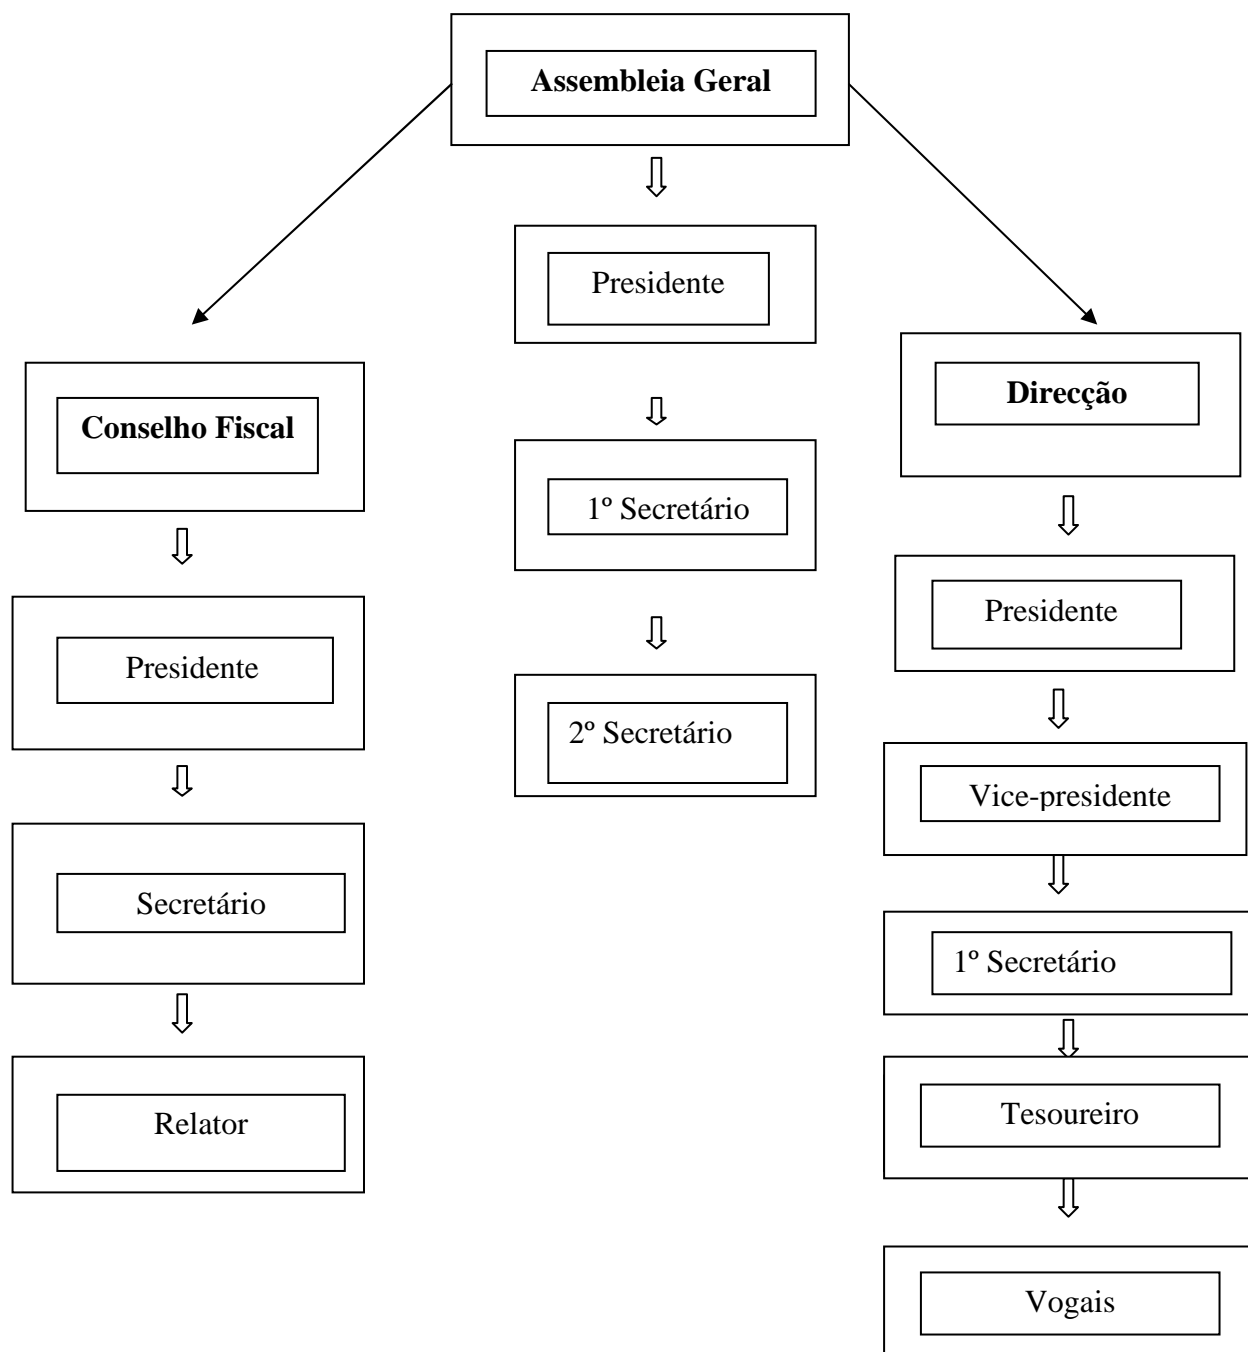 Assembleia Geral
Presidente
1º Secretário
2º Secretário
Conselho Fiscal
Presidente
Secretário
Relator
Direcção
Presidente
Vice-presidente
1º Secretário
Tesoureiro
Vogais